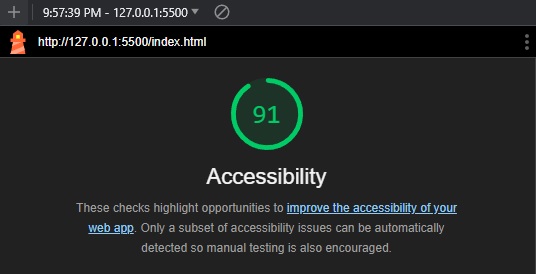 9:57:39 PM - 127.0.0.1:5500
http://127.0.0.1:5500/index.html
91
Accessibility
These checks highlight opportunities to improve the accessibility of your
web app. Only a subset of accessibility issues can be automatically
detected so manual testing is also encouraged.